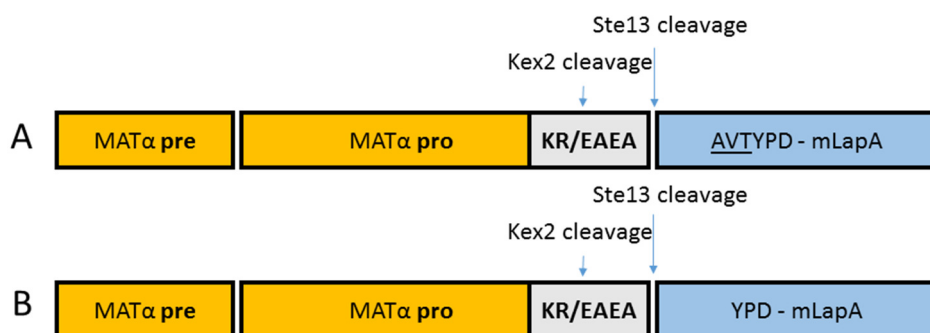 Ste13 cleavage
Kex2 cleavage
A
MATα pre
MATα pro
KR/EAEA
AVTYPD - mLapA
Ste13 cleavage
Kex2 cleavage
B
MATα pre
MATα pro
KR/EAEA
YPD - mLapA